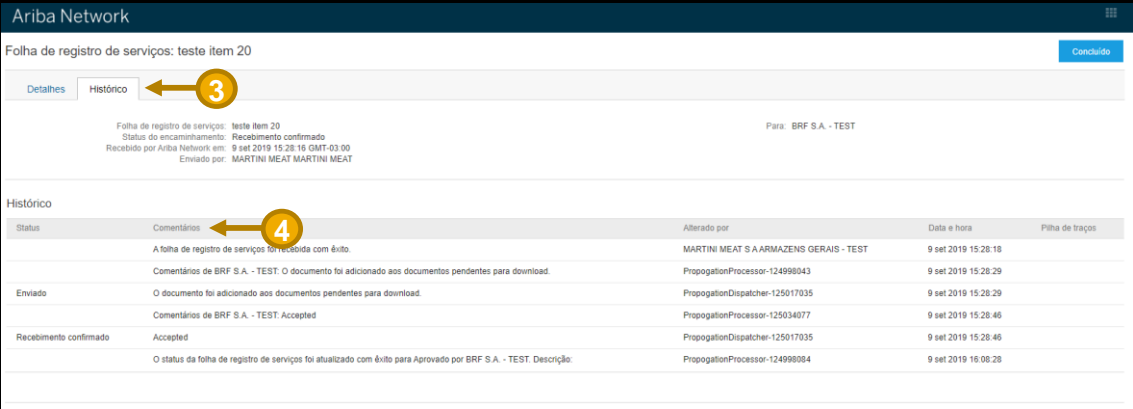 Ariba Network
Folha de registro de serviços: teste item 20
Concluído
Detalhes Histórico 3
Folha de registro de serviços: teste item 20 Para: BRF S.A. - TEST
Status do encaminhamento: Recebimento confirmado
Recebido por Ariba Network em: 9 set 2019 15:28:16 GMT-03:00
Enviado por: MARTINI MEAT MARTINI MEAT
Histórico
Status Comentários 4 Alterado por Data e hora Pilha de traços
A folha de registro de serviços foi recebida com êxito. MARTINI MEAT S A ARMAZENS GERAIS - TEST 9 set 2019 15:28:18
Comentários de BRF S.A. - TEST: O documento foi adicionado aos documentos pendentes para download. PropogationProcessor-124998043 9 set 2019 15:28:29
Enviado O documento foi adicionado aos documentos pendentes para download. PropogationDispatcher-125017035 9 set 2019 15:28:29
Comentários de BRF S.A. - TEST: Accepted PropogationProcessor-125034077 9 set 2019 15:28:46
Recebimento confirmado Accepted PropogationDispatcher-125017035 9 set 2019 15:28:46
O status da folha de registro de serviços foi atualizado com êxito para Aprovado por BRF S.A. - TEST. Descrição: PropogationProcessor-124998084 9 set 2019 16:08:28